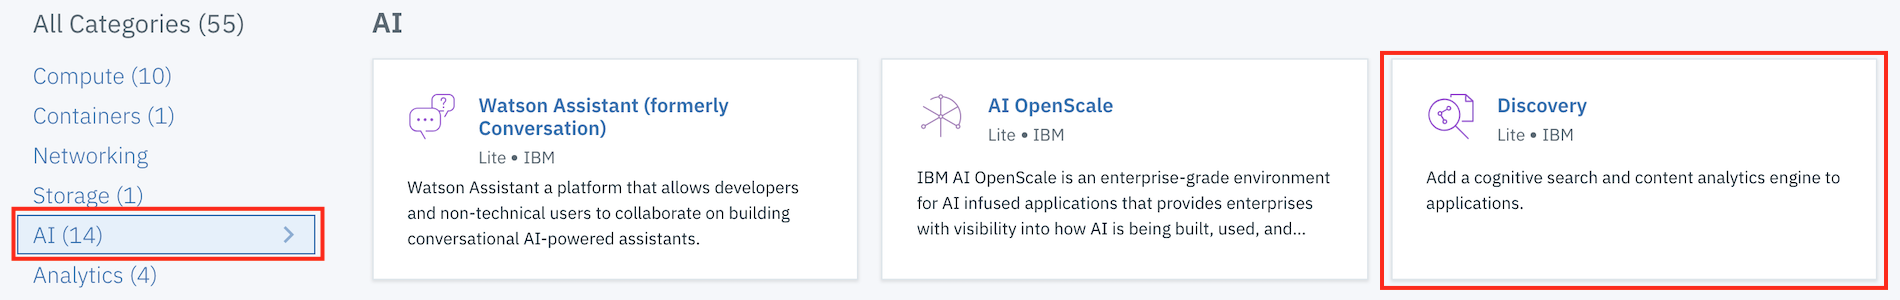 All Categories (55)
Compute (10)
Containers (1)
Networking
Storage (1)
AI (14)
Analytics (4)
AI
Watson Assistant (formerly
Conversation)
Lite • IBM
Watson Assistant a platform that allows developers
and non-technical users to collaborate on building
conversational AI-powered assistants.
AI OpenScale
Lite • IBM
IBM AI OpenScale is an enterprise-grade environment
for AI infused applications that provides enterprises
with visibility into how AI is being built, used, and...
Discovery
Lite • IBM
Add a cognitive search and content analytics engine to
applications.